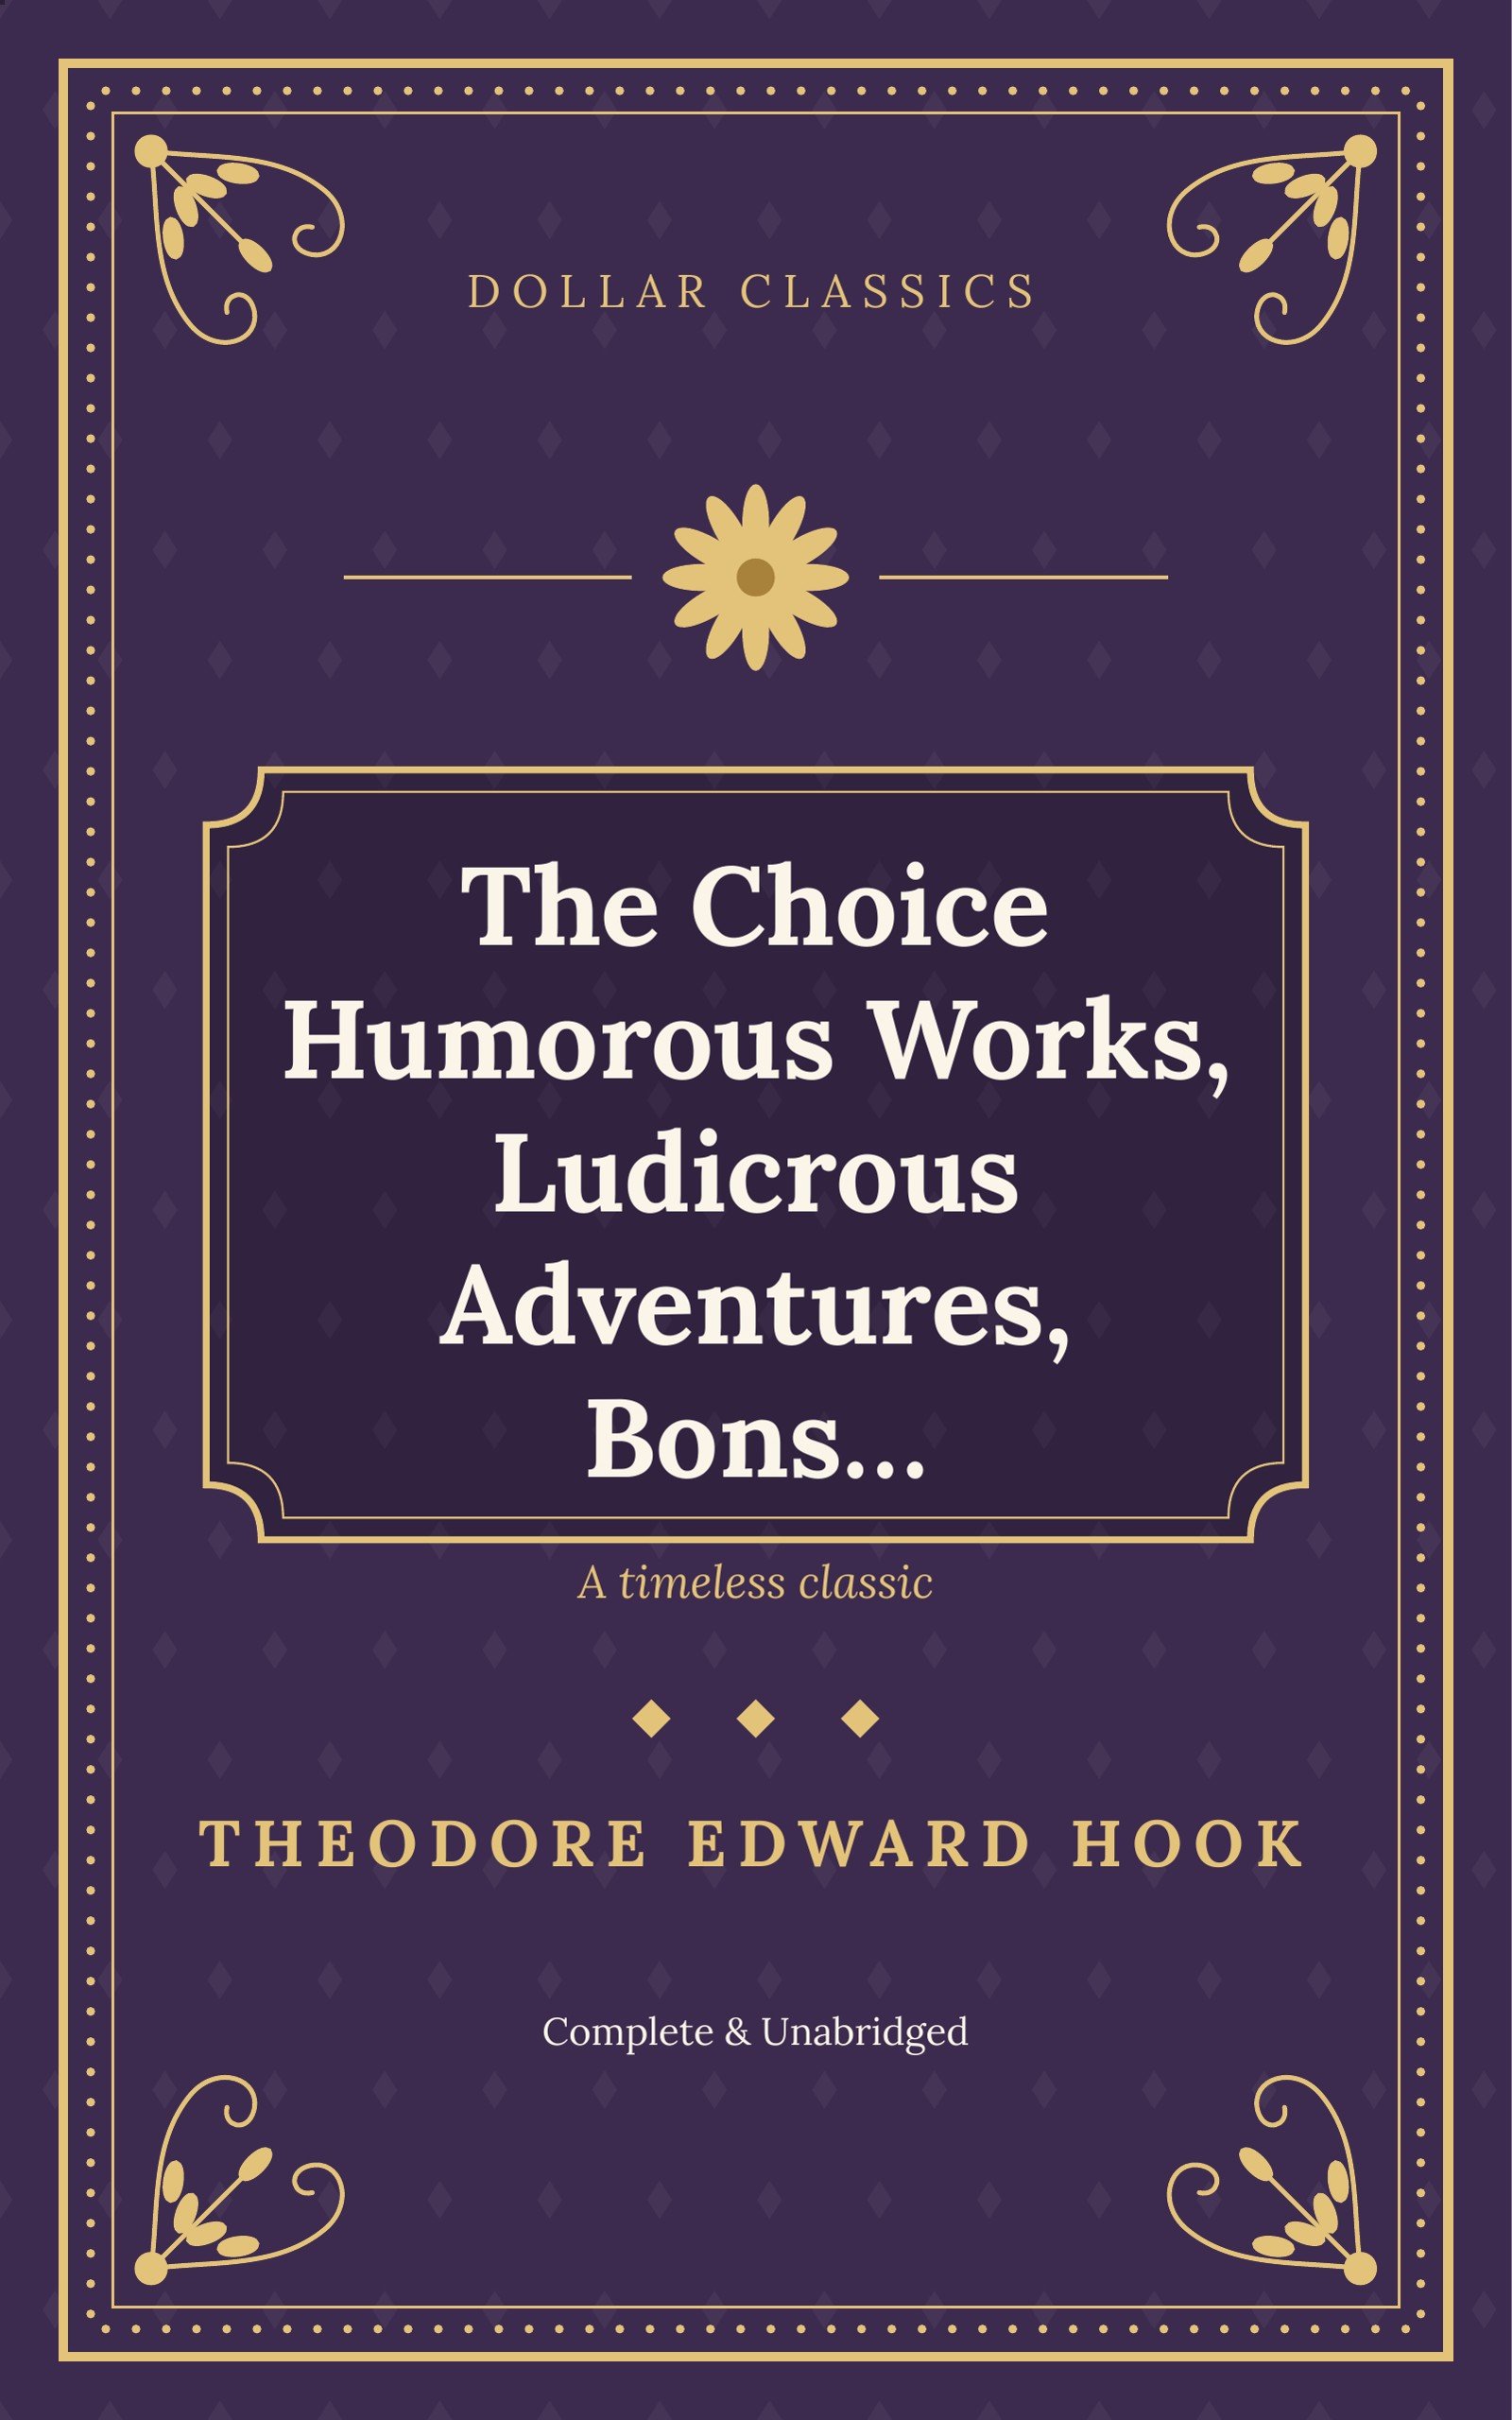 DOLLAR CLASSICS
The Choice
Humorous Works,
Ludicrous
Adventures,
Bons...
A timeless classic
THEODORE EDWARD HOOK
Complete & Unabridged